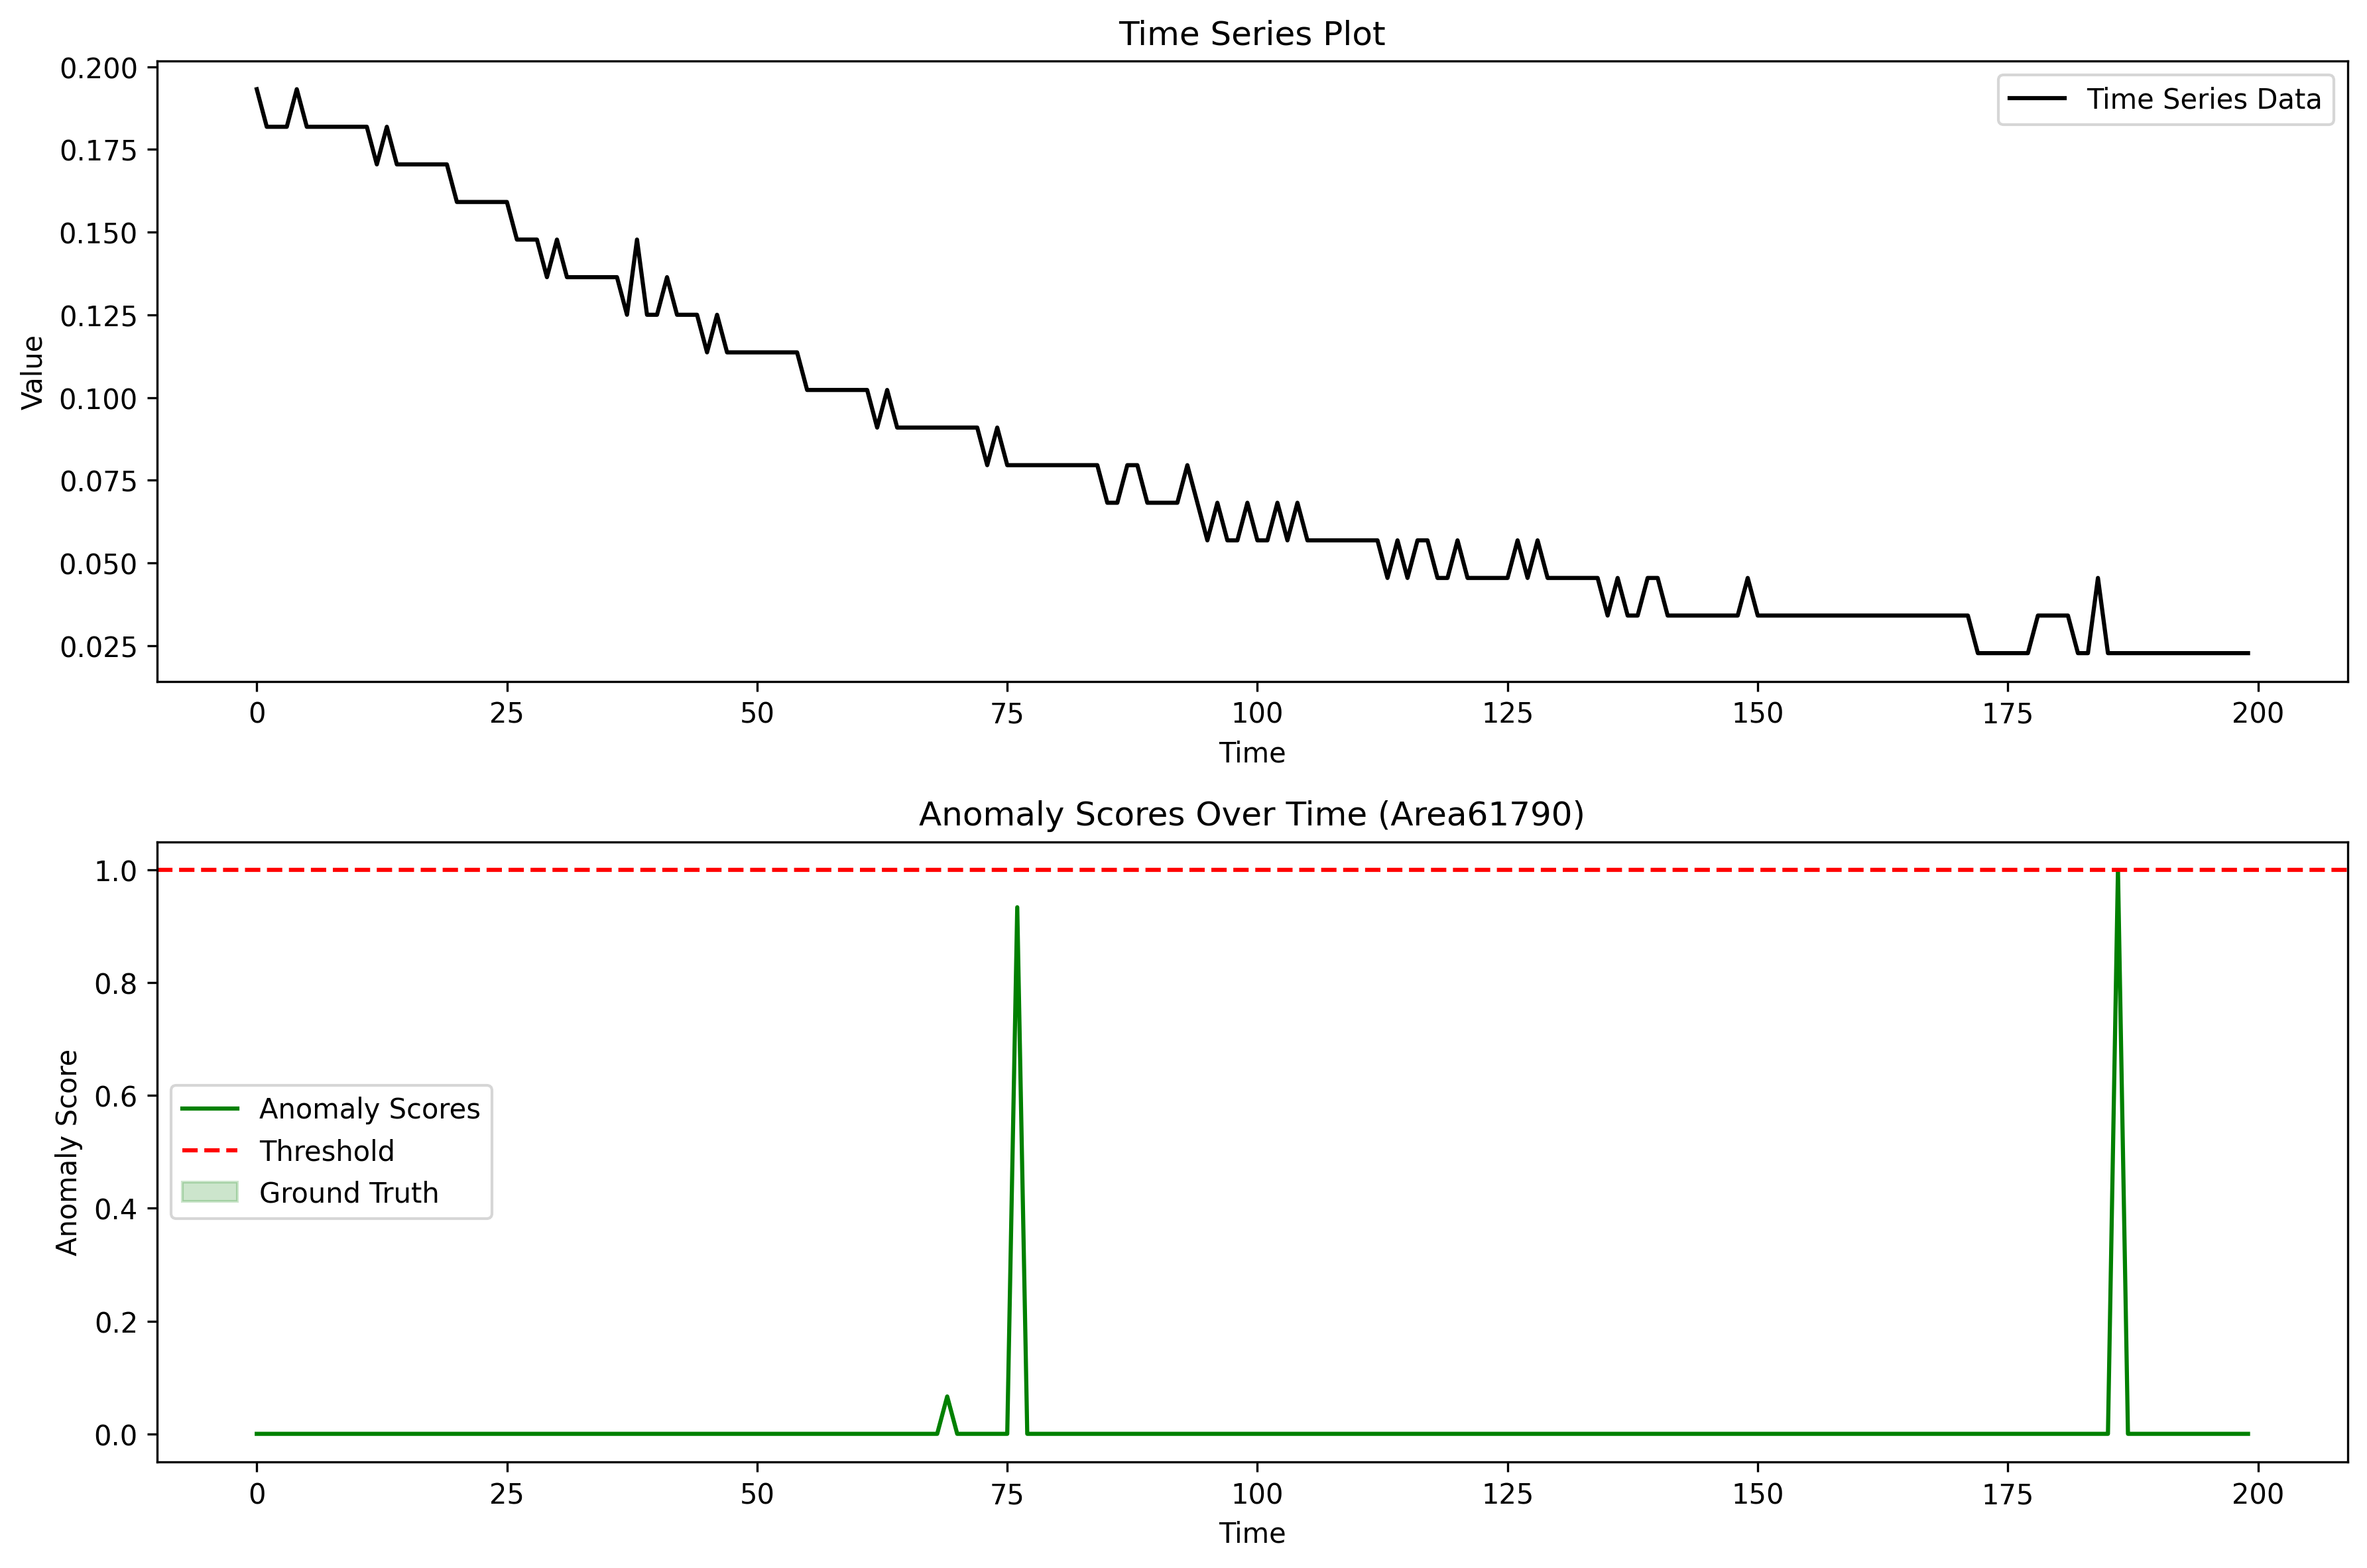 Time Series Plot
0.200
0.175
0.150
0.125
0.100
0.075
0.050
0.025
Value
Time Series Data
0 25 50 75 100 125 150 175 200
Time
Anomaly Scores Over Time (Area61790)
1.0
0.8
0.6
0.4
0.2
0.0
Anomaly Score
Anomaly Scores
Threshold
Ground Truth
0 25 50 75 100 125 150 175 200
Time